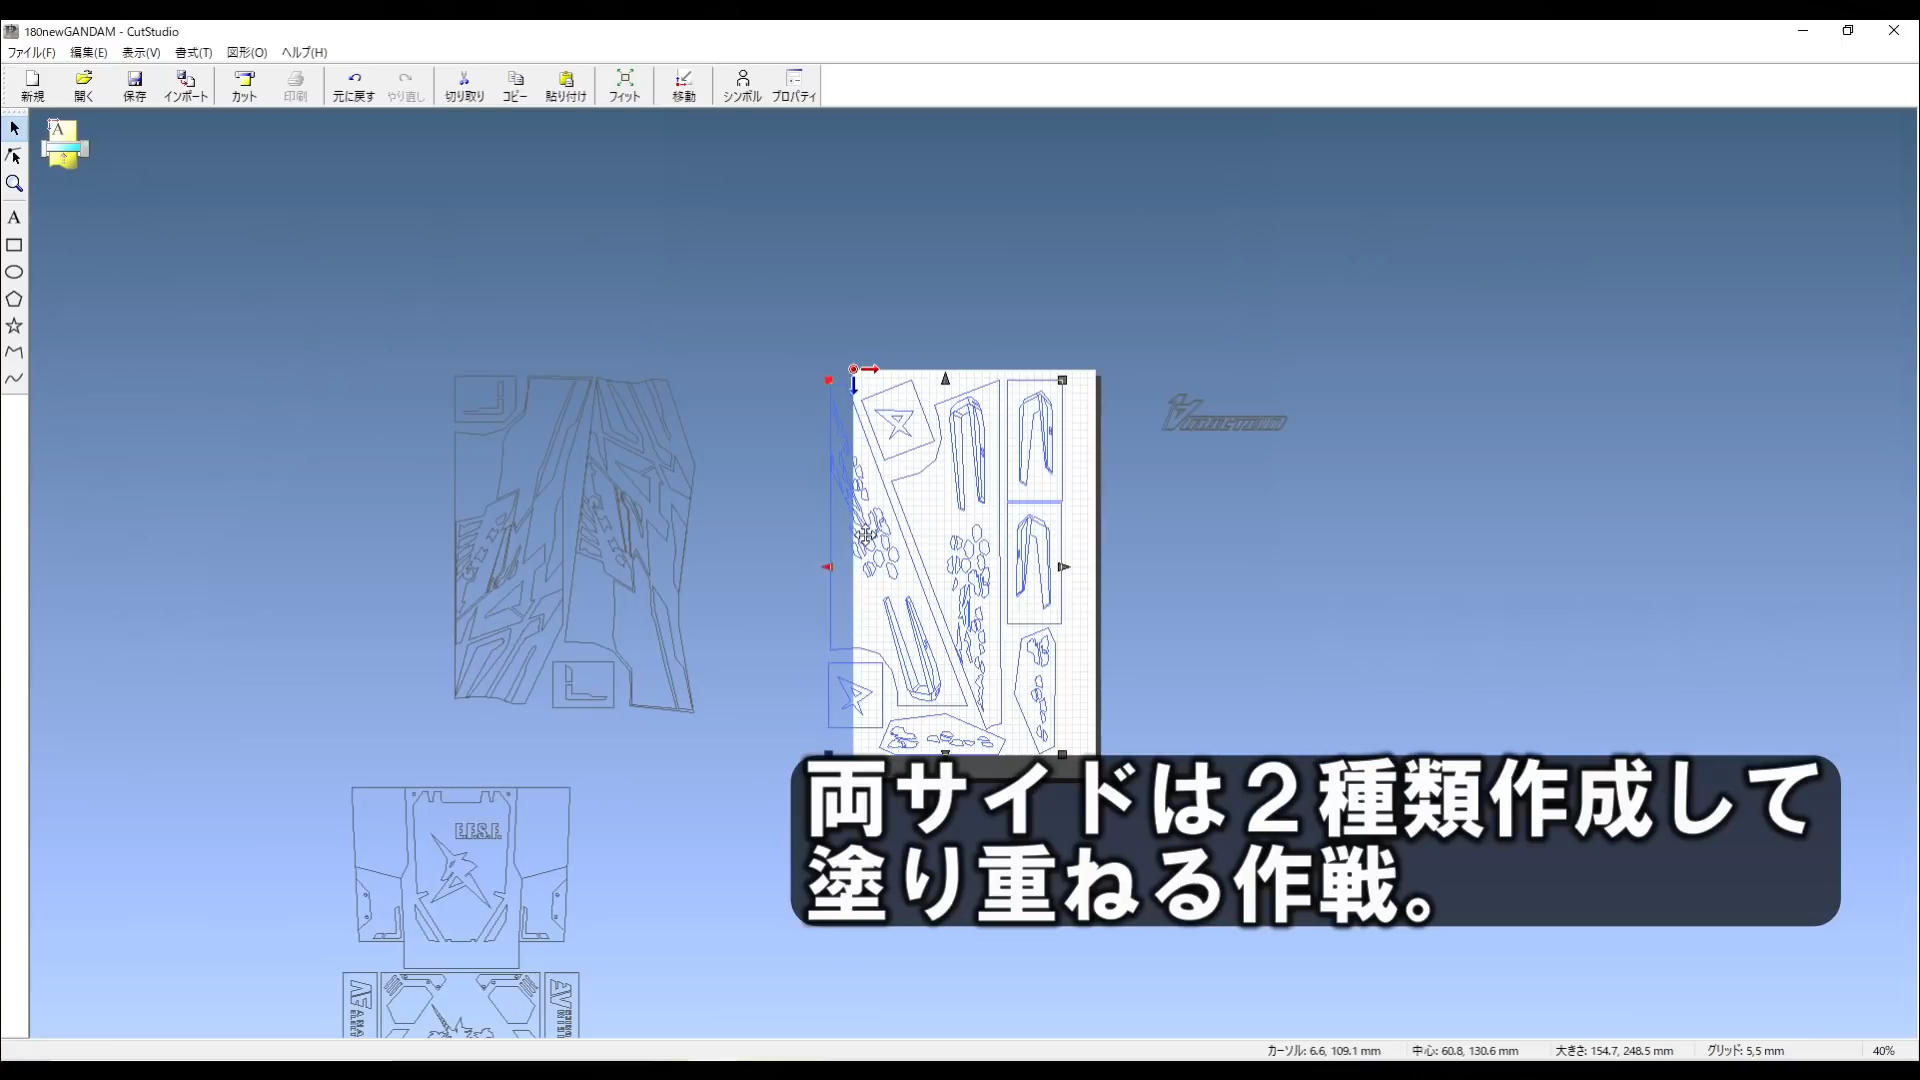 180newGANDAM - CutStudio
ファイル(F) 編集(E) 表示(V) 書式(T) 図形(O) ヘルプ(H)
新規 開く 保存 インポート カット 印刷 元に戻す やり直し 切り取り コピー 貼り付け フィット 移動 シンボル プロパティ
A
A
E.F.S.F.
両サイドは２種類作成して
塗り重ねる作戦。
カーソル: 6.6, 109.1 mm 中心: 60.8, 130.6 mm 大きさ: 154.7, 248.5 mm グリッド: 5,5 mm 40%